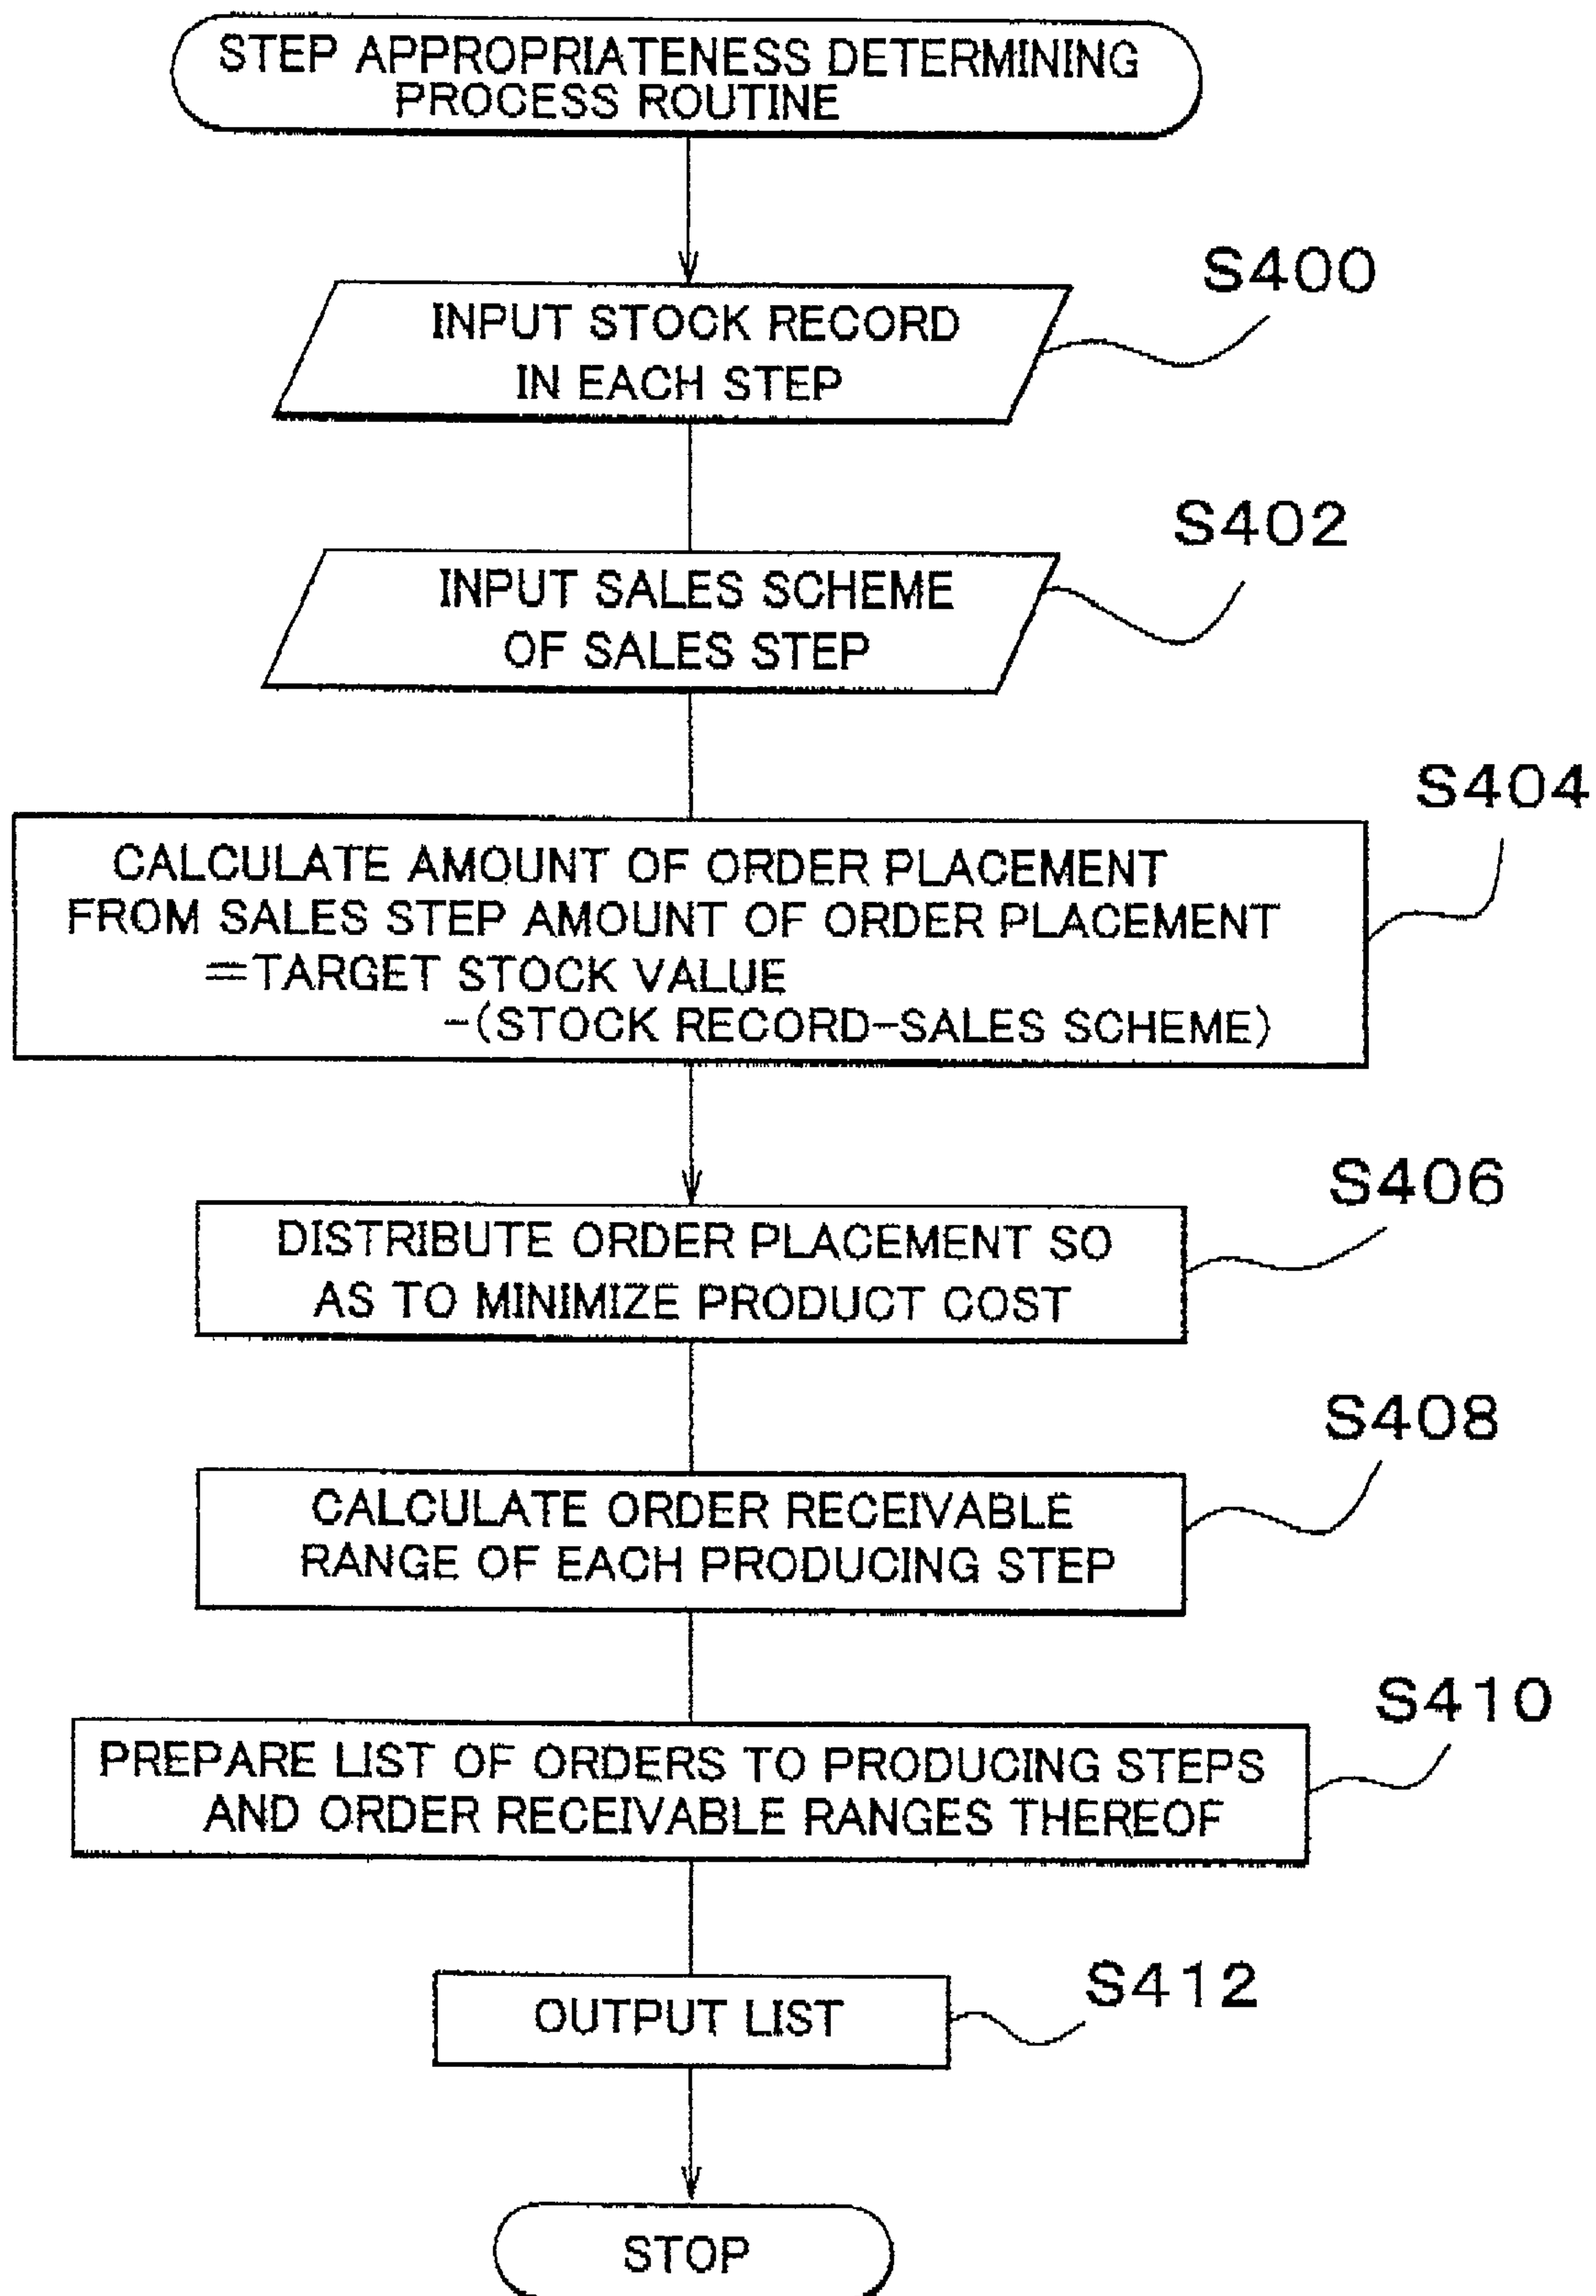 STEP APPROPRIATENESS DETERMINING
PROCESS ROUTINE
S400
INPUT STOCK RECORD
IN EACH STEP
S402
INPUT SALES SCHEME
OF SALES STEP
S404
CALCULATE AMOUNT OF ORDER PLACEMENT
FROM SALES STEP AMOUNT OF ORDER PLACEMENT
=TARGET STOCK VALUE
-(STOCK RECORD-SALES SCHEME)
S406
DISTRIBUTE ORDER PLACEMENT SO
AS TO MINIMIZE PRODUCT COST
S408
CALCULATE ORDER RECEIVABLE
RANGE OF EACH PRODUCING STEP
S410
PREPARE LIST OF ORDERS TO PRODUCING STEPS
AND ORDER RECEIVABLE RANGES THEREOF
S412
OUTPUT LIST
STOP